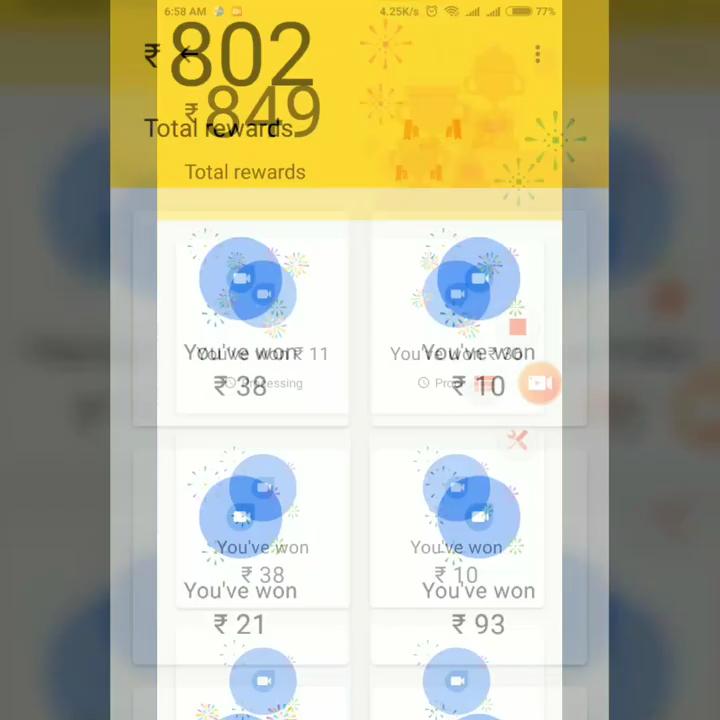 6:58 AM 4.25K/s 77%
₹ 802
₹ 849
Total rewards
Total rewards
You've won ₹ 11
You've won
You've won
₹ 38
₹ 10
Processing
You've won
You've won
₹ 38
₹ 10
You've won
You've won
₹ 21
₹ 93